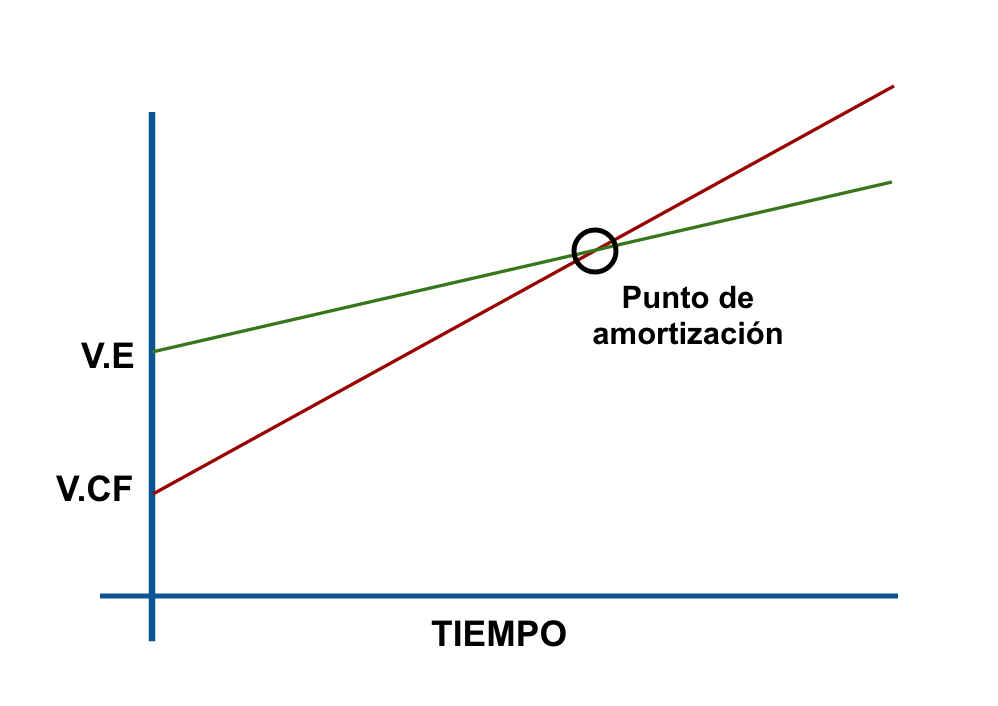 Punto de
amortización
V.E
V.CF
TIEMPO